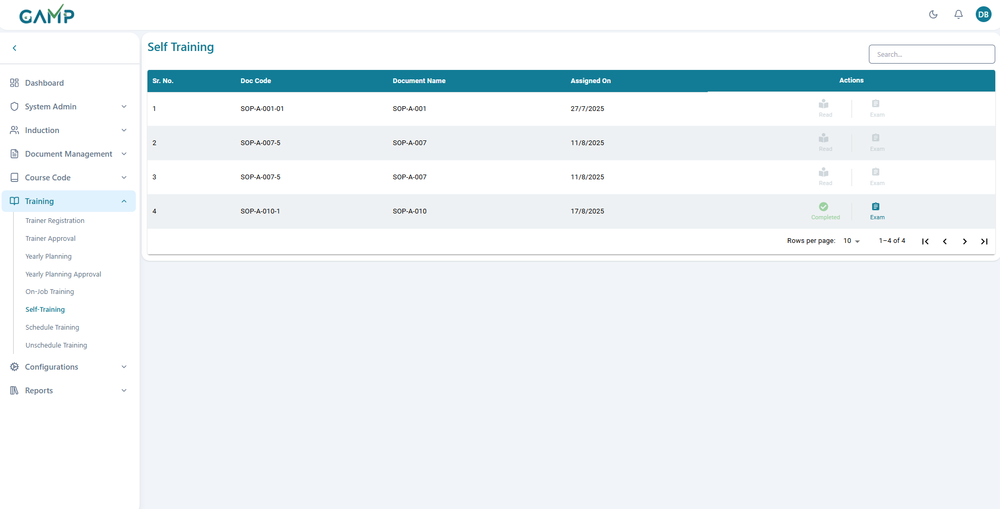 GAMP
DB
Dashboard
System Admin
Induction
Document Management
Course Code
Training
Trainer Registration
Trainer Approval
Yearly Planning
Yearly Planning Approval
On-Job Training
Self-Training
Schedule Training
Unschedule Training
Configurations
Reports
Self Training
Search...
Sr. No. Doc Code Document Name Assigned On Actions
1 SOP-A-001-01 SOP-A-001 27/7/2025 Read Exam
2 SOP-A-007-5 SOP-A-007 11/8/2025 Read Exam
3 SOP-A-007-5 SOP-A-007 11/8/2025 Read Exam
4 SOP-A-010-1 SOP-A-010 17/8/2025 Completed Exam
Rows per page: 10 1–4 of 4